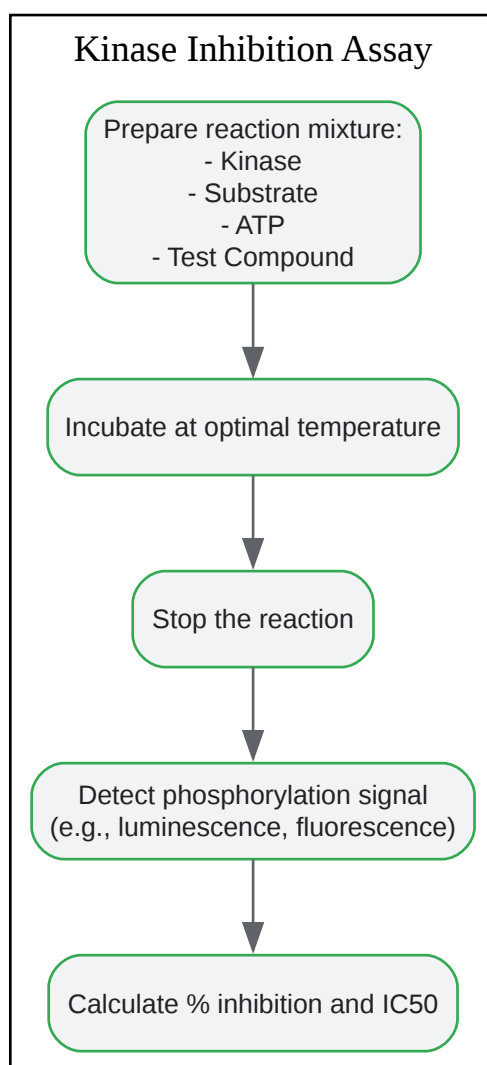 Kinase Inhibition Assay
Prepare reaction mixture:
- Kinase
- Substrate
- ATP
- Test Compound
Incubate at optimal temperature
Stop the reaction
Detect phosphorylation signal
(e.g., luminescence, fluorescence)
Calculate % inhibition and IC50